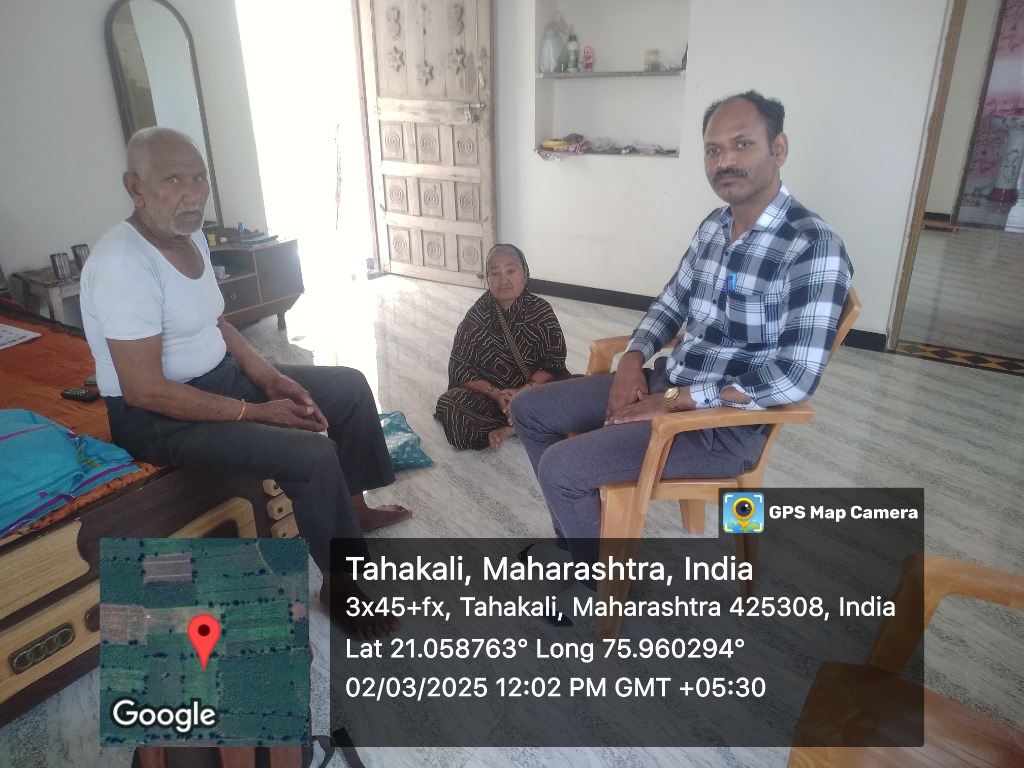 GPS Map Camera
Tahakali, Maharashtra, India
3x45+fx, Tahakali, Maharashtra 425308, India
Lat 21.058763° Long 75.960294°
02/03/2025 12:02 PM GMT +05:30
Google